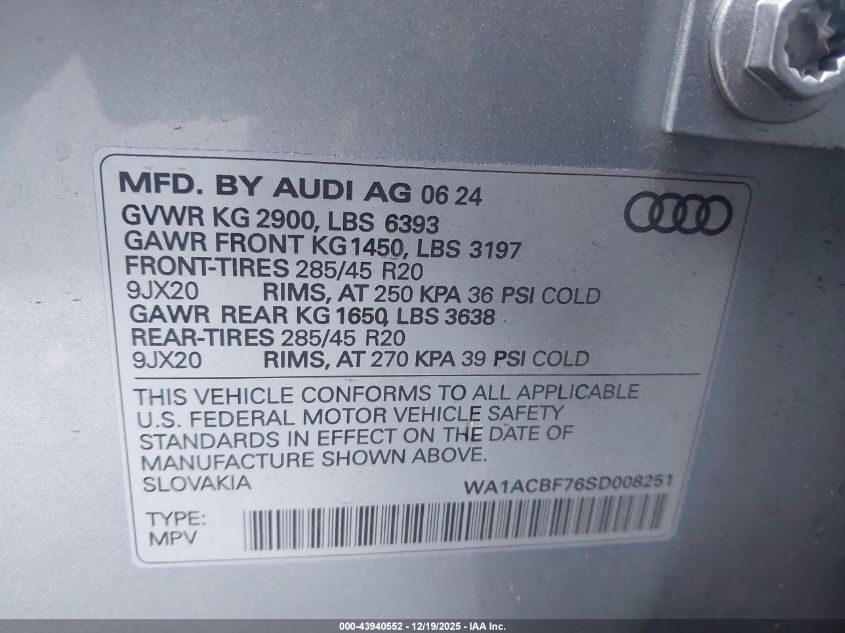 MFD. BY AUDI AG 06 24
GVWR KG 2900, LBS 6393
GAWR FRONT KG 1450, LBS 3197
FRONT-TIRES 285/45 R20
9JX20 RIMS, AT 250 KPA 36 PSI COLD
GAWR REAR KG 1650, LBS 3638
REAR-TIRES 285/45 R20
9JX20 RIMS, AT 270 KPA 39 PSI COLD
THIS VEHICLE CONFORMS TO ALL APPLICABLE
U.S. FEDERAL MOTOR VEHICLE SAFETY
STANDARDS IN EFFECT ON THE DATE OF
MANUFACTURE SHOWN ABOVE.
SLOVAKIA WA1ACBF76SD008251
TYPE:
MPV
000-43940552 - 12/19/2025 - IAA Inc.